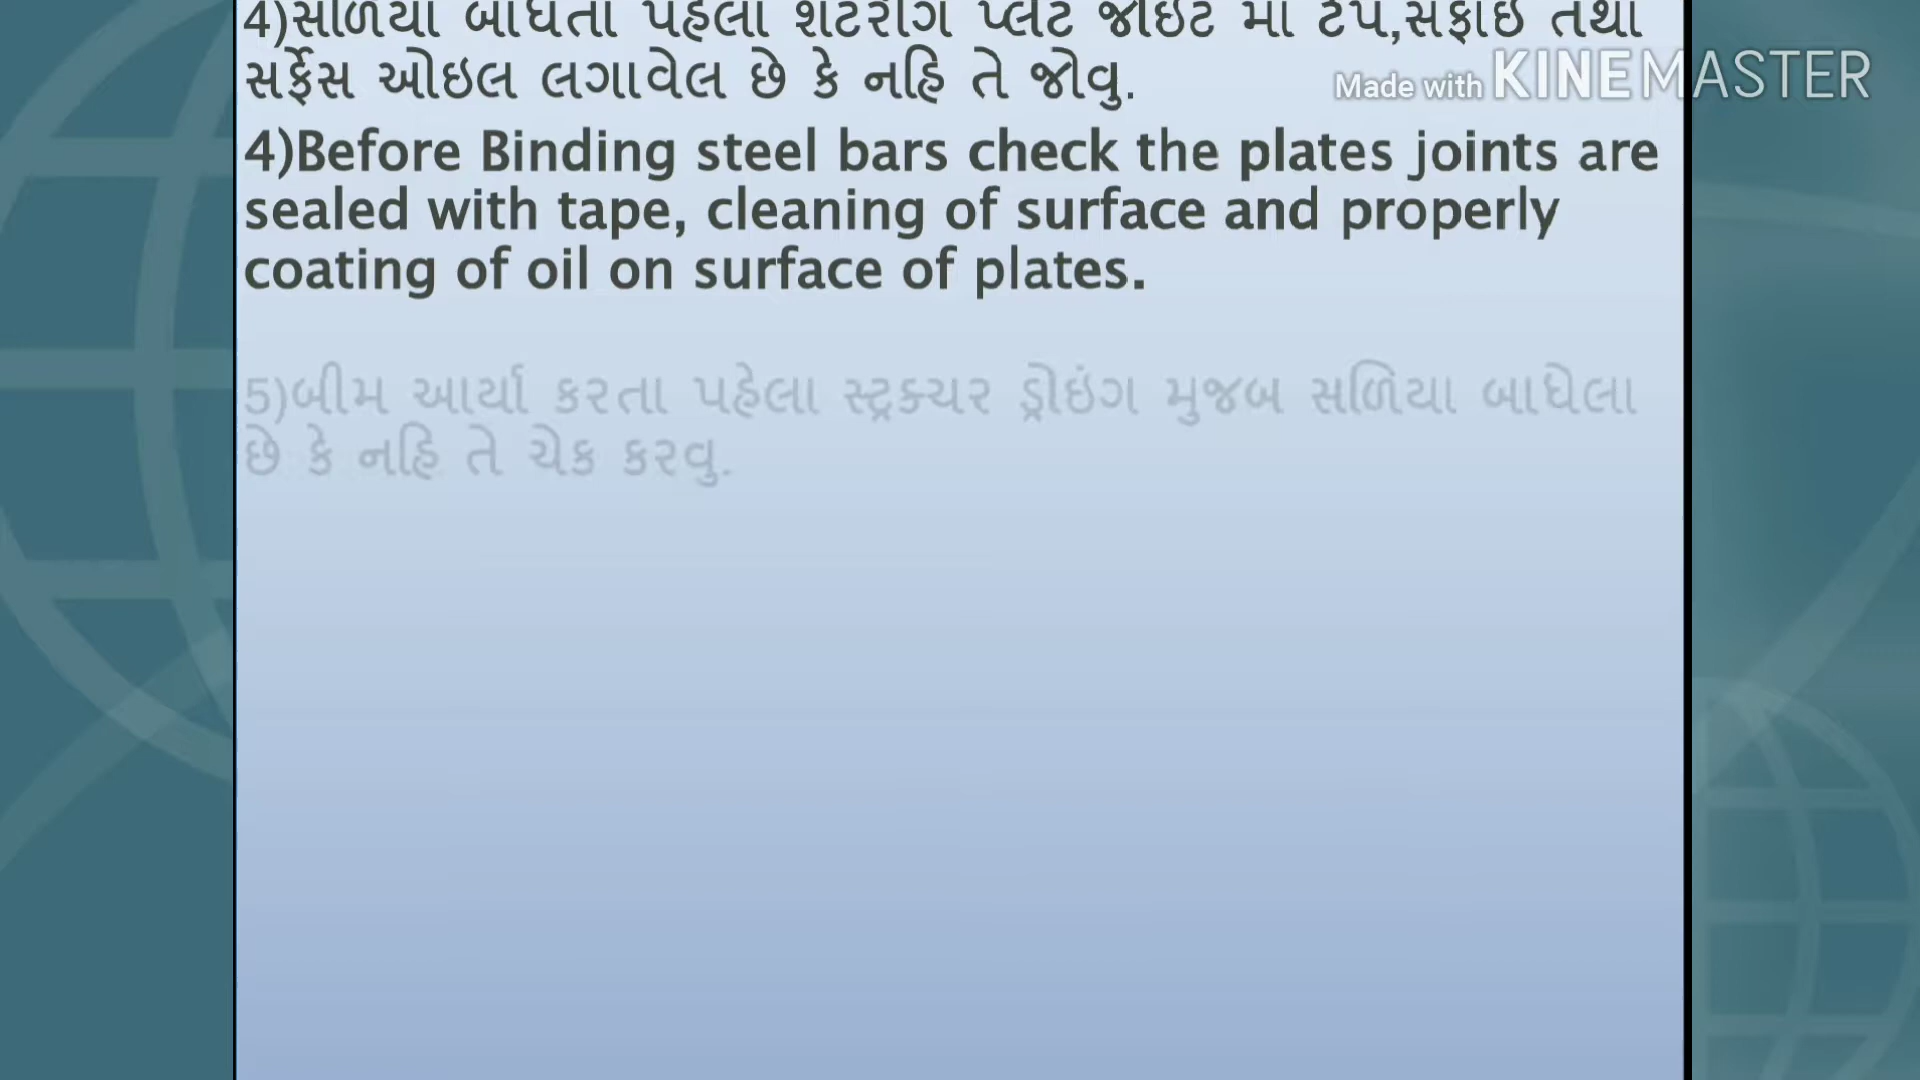 4)સળિયા બાધતા પહેલા શટરીંગ પ્લેટ જોઇંટ મા ટેપ,સફાઇ તથા
સર્ફેસ ઓઇલ લગાવેલ છે કે નહિ તે જોવુ.
Made with KINEMASTER
4)Before Binding steel bars check the plates joints are
sealed with tape, cleaning of surface and properly
coating of oil on surface of plates.
5)બીમ આર્યા કરતા પહેલા સ્ટ્રક્ચર ડ્રોઇંગ મુજબ સળિયા બાધેલા
છે કે નહિ તે ચેક કરવુ.